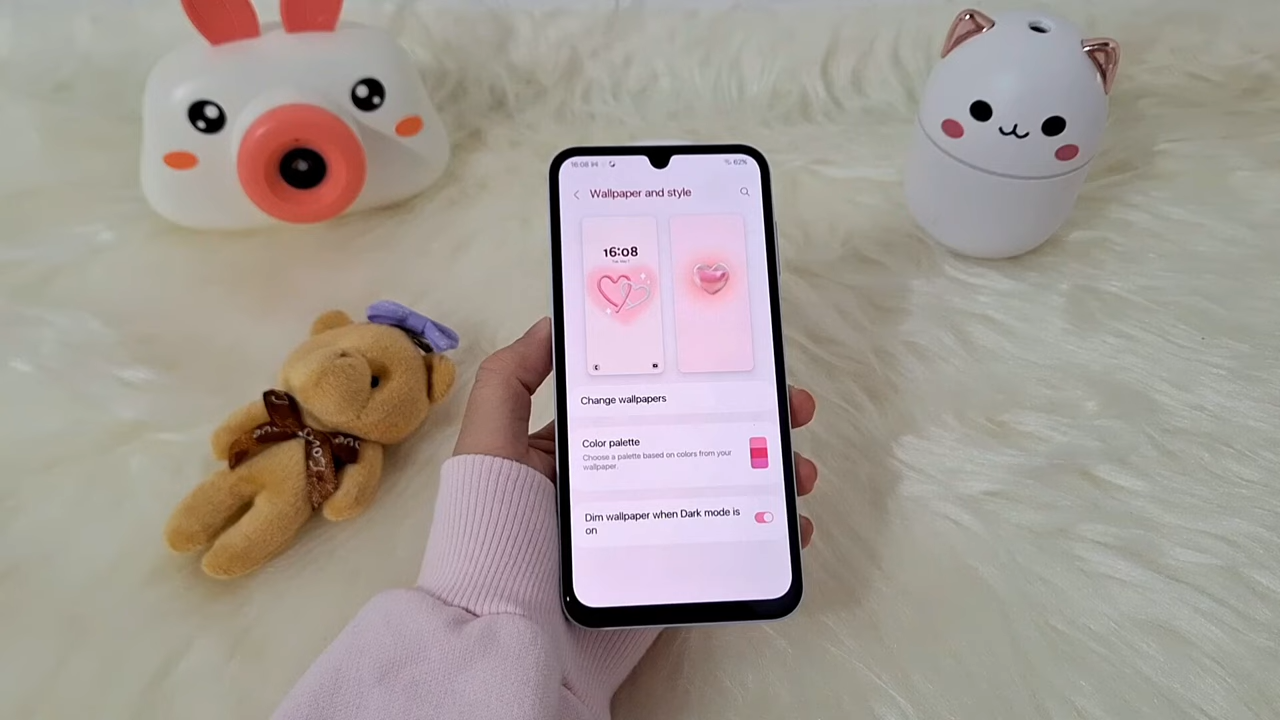 16:08
62%
Wallpaper and style
16:08
Change wallpapers
Color palette
Choose a palette based on colors from your
wallpaper.
Dim wallpaper when Dark mode is
on